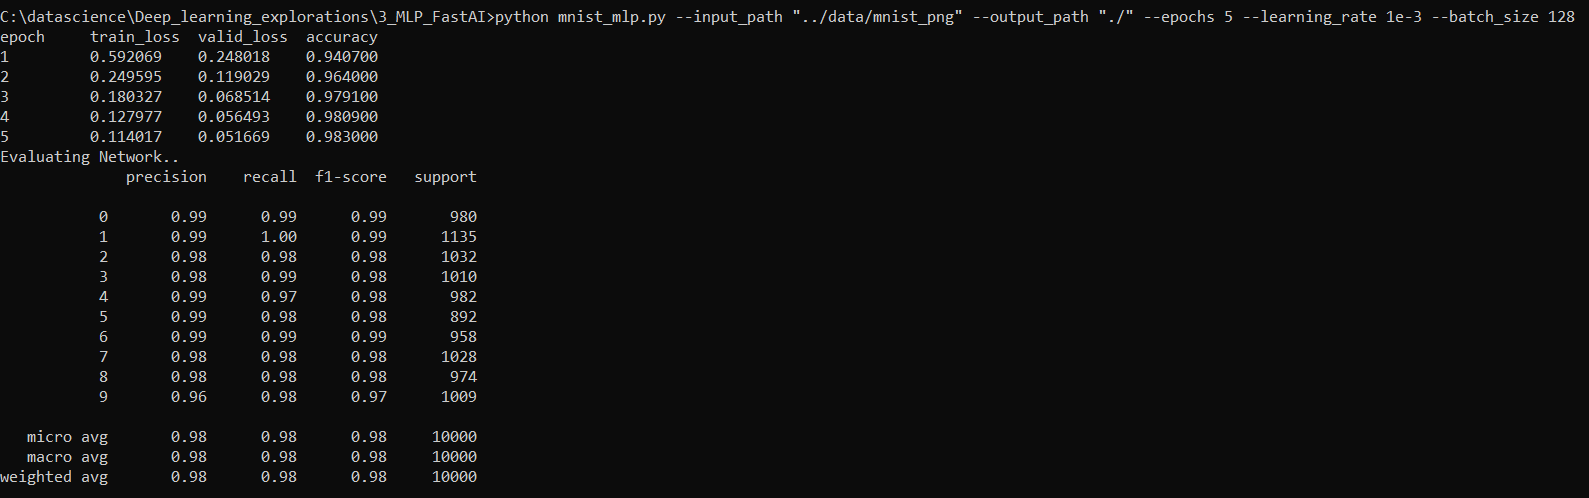 C:\datascience\Deep_learning_explorations\3_MLP_FastAI>python mnist_mlp.py --input_path "../data/mnist_png" --output_path "./" --epochs 5 --learning_rate 1e-3 --batch_size 128
epoch     train_loss  valid_loss  accuracy
1         0.592069    0.248018    0.940700
2         0.249595    0.119029    0.964000
3         0.180327    0.068514    0.979100
4         0.127977    0.056493    0.980900
5         0.114017    0.051669    0.983000
Evaluating Network..
              precision    recall  f1-score   support
           0       0.99      0.99      0.99       980
           1       0.99      1.00      0.99      1135
           2       0.98      0.98      0.98      1032
           3       0.98      0.99      0.98      1010
           4       0.99      0.97      0.98       982
           5       0.99      0.98      0.98       892
           6       0.99      0.99      0.99       958
           7       0.98      0.98      0.98      1028
           8       0.98      0.98      0.98       974
           9       0.96      0.98      0.97      1009
   micro avg       0.98      0.98      0.98     10000
   macro avg       0.98      0.98      0.98     10000
weighted avg       0.98      0.98      0.98     10000